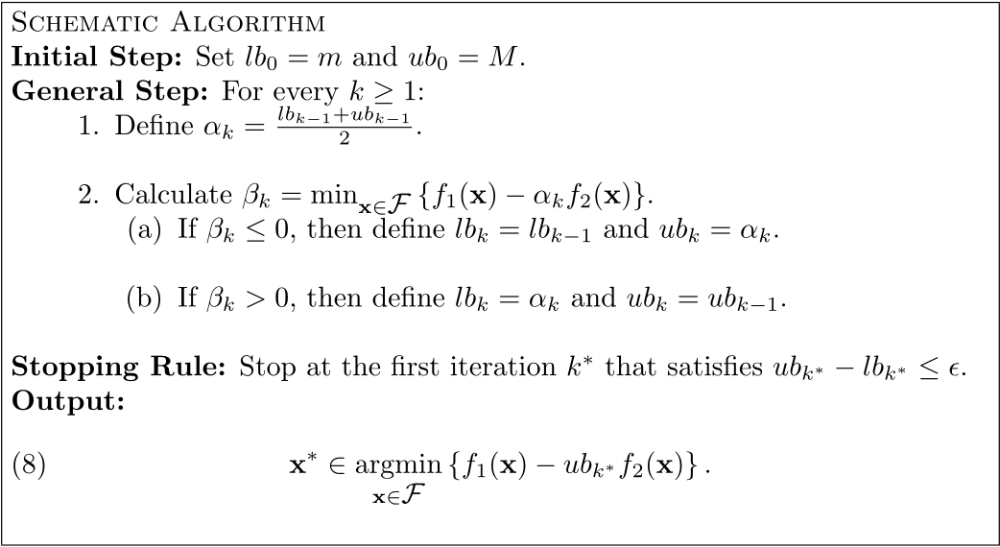 SCHEMATIC ALGORITHM
Initial Step: Set $lb_0 = m$ and $ub_0 = M$.
General Step: For every $k \geq 1$:
1. Define $\alpha_k = \frac{lb_{k-1}+ub_{k-1}}{2}$.
2. Calculate $\beta_k = \min_{\mathbf{x}\in\mathcal{F}} \{f_1(\mathbf{x}) - \alpha_k f_2(\mathbf{x})\}$.
(a) If $\beta_k \leq 0$, then define $lb_k = lb_{k-1}$ and $ub_k = \alpha_k$.
(b) If $\beta_k > 0$, then define $lb_k = \alpha_k$ and $ub_k = ub_{k-1}$.
Stopping Rule: Stop at the first iteration $k^*$ that satisfies $ub_{k^*} - lb_{k^*} \leq \epsilon$.
Output:
(8) $\mathbf{x}^* \in \underset{\mathbf{x}\in\mathcal{F}}{\operatorname{argmin}} \{f_1(\mathbf{x}) - ub_{k^*} f_2(\mathbf{x})\}$.